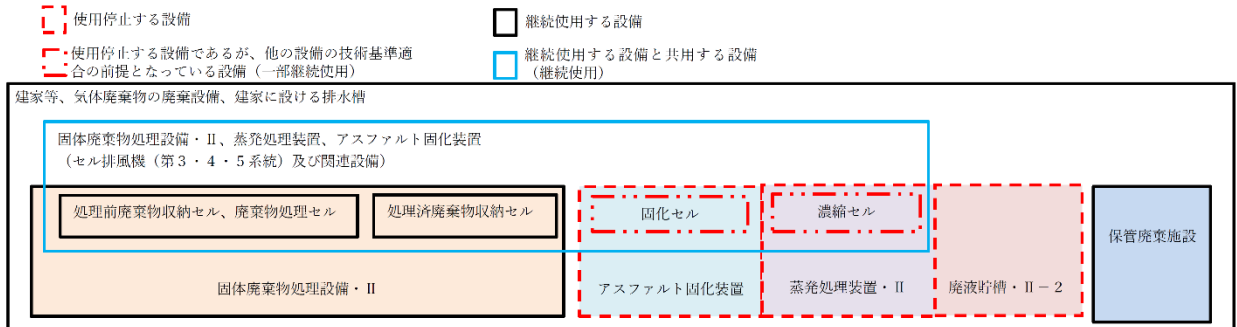 使用停止する設備
継続使用する設備
使用停止する設備であるが、他の設備の技術基準適
合の前提となっている設備（一部継続使用）
継続使用する設備と共用する設備
（継続使用）
建家等、気体廃棄物の廃棄設備、建家に設ける排水槽
固体廃棄物処理設備・Ⅱ、蒸発処理装置、アスファルト固化装置
（セル排風機（第３・４・５系統）及び関連設備）
処理前廃棄物収納セル、廃棄物処理セル
処理済廃棄物収納セル
固化セル
濃縮セル
保管廃棄施設
固体廃棄物処理設備・Ⅱ
アスファルト固化装置
蒸発処理装置・Ⅱ
廃液貯槽・Ⅱ－２